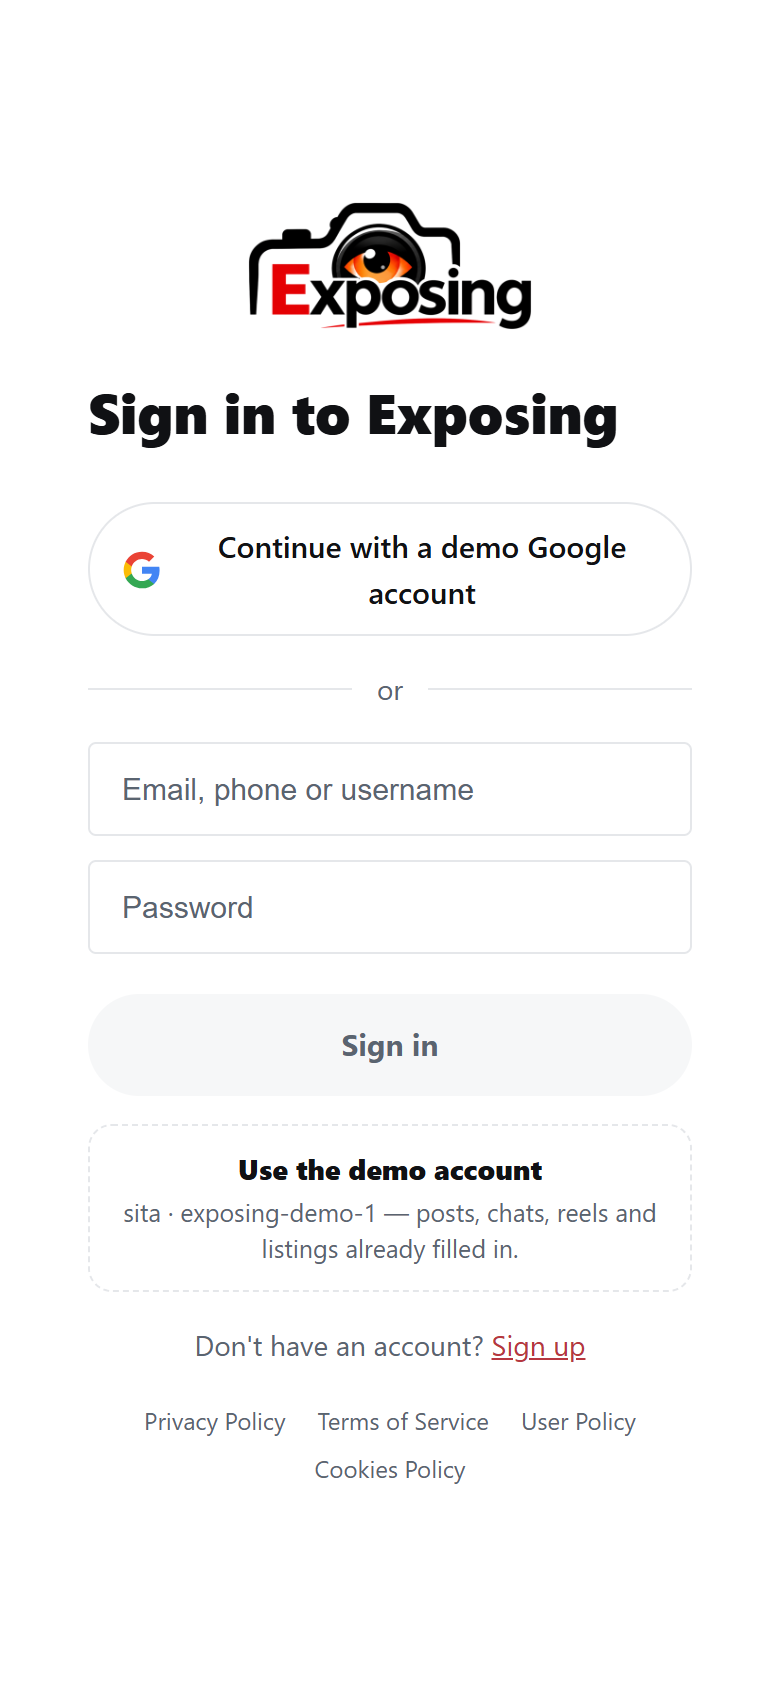 Exposing
Sign in to Exposing
Continue with a demo Google
account
or
Email, phone or username
Password
Sign in
Use the demo account
sita · exposing-demo-1 — posts, chats, reels and
listings already filled in.
Don't have an account? Sign up
Privacy Policy Terms of Service User Policy
Cookies Policy